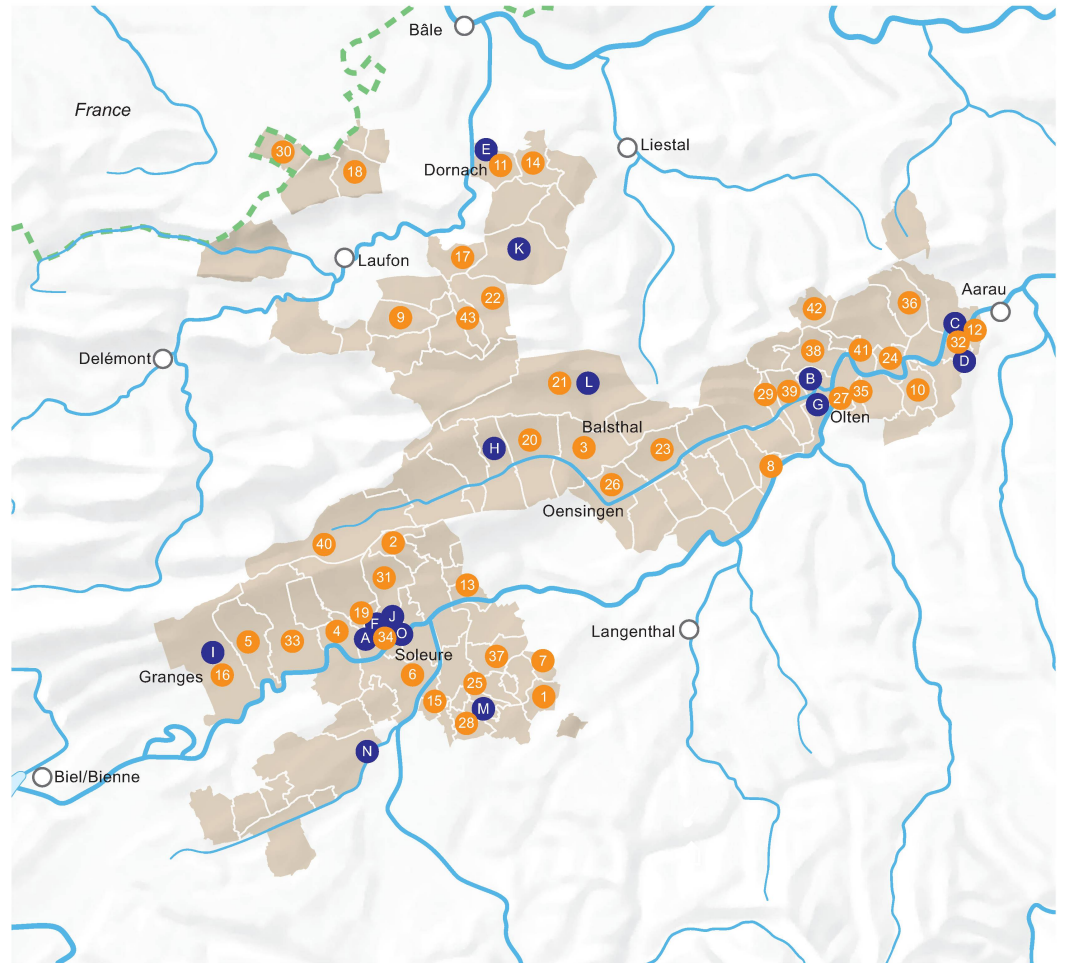 Bâle
France
30
18
E
Dornach
11
14
Liestal
K
17
Laufon
22
9
43
Aarau
36
42
C
12
32
D
38
41
24
Delémont
21
L
B
29
39
27
35
10
G
Olten
Balsthal
H
20
3
23
8
26
Oensingen
40
2
31
13
19
J
F
4
A
34
O
Langenthal
5
33
I
Soleure
37
7
Granges
16
6
25
1
15
M
28
N
Biel/Bienne